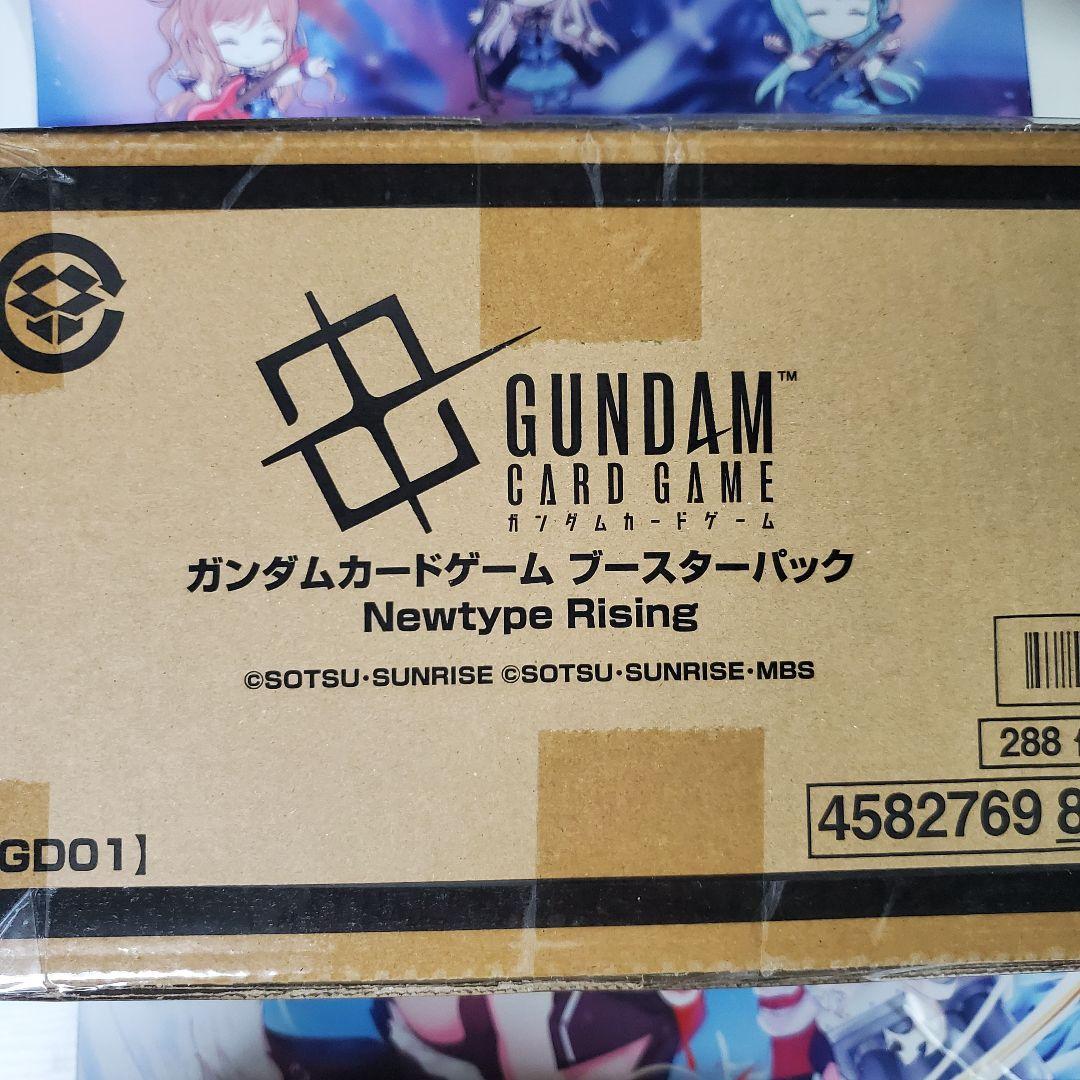 GUNDAM™
CARD GAME
ガンダムカードゲーム
ガンダムカードゲーム ブースターパック
Newtype Rising
©SOTSU・SUNRISE ©SOTSU・SUNRISE・MBS
288
4582769 8
GD01】